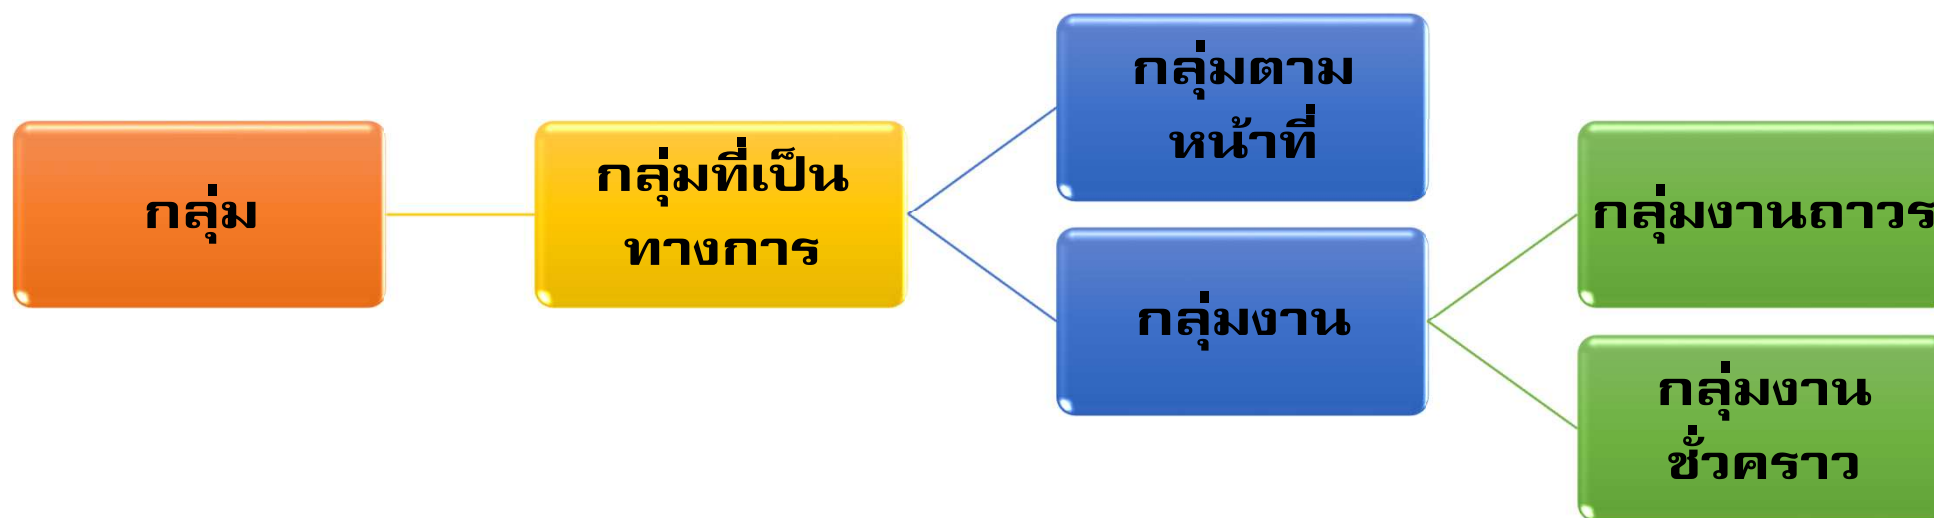 กลุ่ม
กลุ่มที่เป็น
ทางการ
กลุ่มตาม
หน้าที่
กลุ่มงาน
กลุ่มงานถาวร
กลุ่มงาน
ชั่วคราว